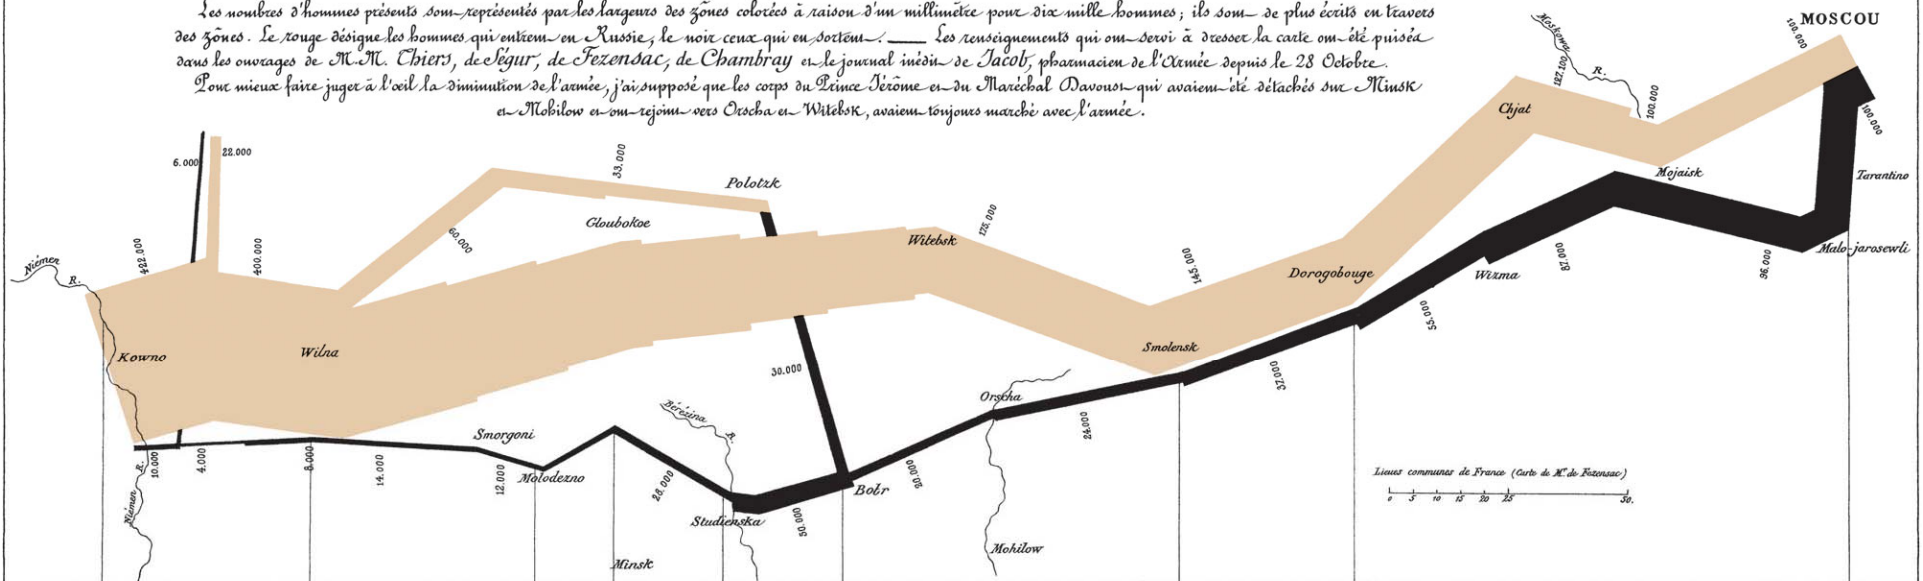 Les nombres d'hommes présents sont représentés par les largeurs des zônes colorées à raison d'un millimètre pour dix mille hommes; ils sont de plus écrits en travers
des zônes. Le rouge désigne les hommes qui entrent en Russie, le noir ceux qui en sortent. ___ Les renseignements qui ont servi à dresser la carte ont été puisés
dans les ouvrages de M.M. Thiers, de Ségur, de Fezensac, de Chambray et le journal inédit de Jacob, pharmacien de l'Armée depuis le 28 Octobre.
Pour mieux faire juger à l'œil la diminution de l'armée, j'ai supposé que les corps du Prince Jérôme et du Maréchal Davoust qui avaient été détachés sur Minsk
et Mohilow et ont rejoint vers Orscha et Witebsk, avaient toujours marché avec l'armée.
MOSCOU
Moskowa
R.
100.000
127.100
100.000
Chjat
100.000
6.000
22.000
33.000
Polotzk
Mojaisk
Tarantino
Gloubokoe
60.000
175.000
Witebsk
422.000
400.000
Niémen
R.
145.000
Dorogobouge
Wizma
87.000
96.000
Malo-jarosewli
55.000
Kowno
Wilna
Smolensk
30.000
37.000
Bérézina
R.
Orscha
24.000
Smorgoni
10.000
4.000
8.000
14.000
12.000
Molodezno
28.000
Botr
20.000
Studienska
50.000
R.
Niémen
Lieues communes de France (Carte de M. de Fezensac)
0 5 10 15 20 25 50.
Mohilow
Minsk